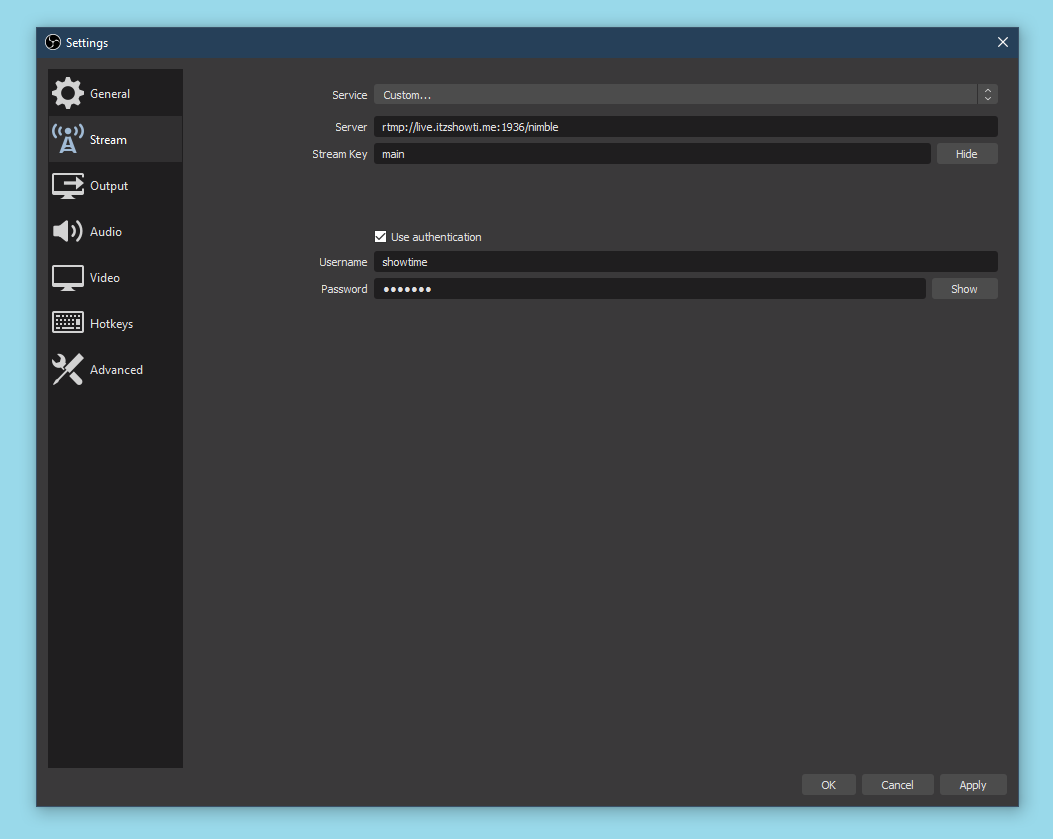 Settings
General
Stream
Output
Audio
Video
Hotkeys
Advanced
Service Custom...
Server rtmp://live.itzshowti.me:1936/nimble
Stream Key main Hide
Use authentication
Username showtime
Password ●●●●●●● Show
OK Cancel Apply